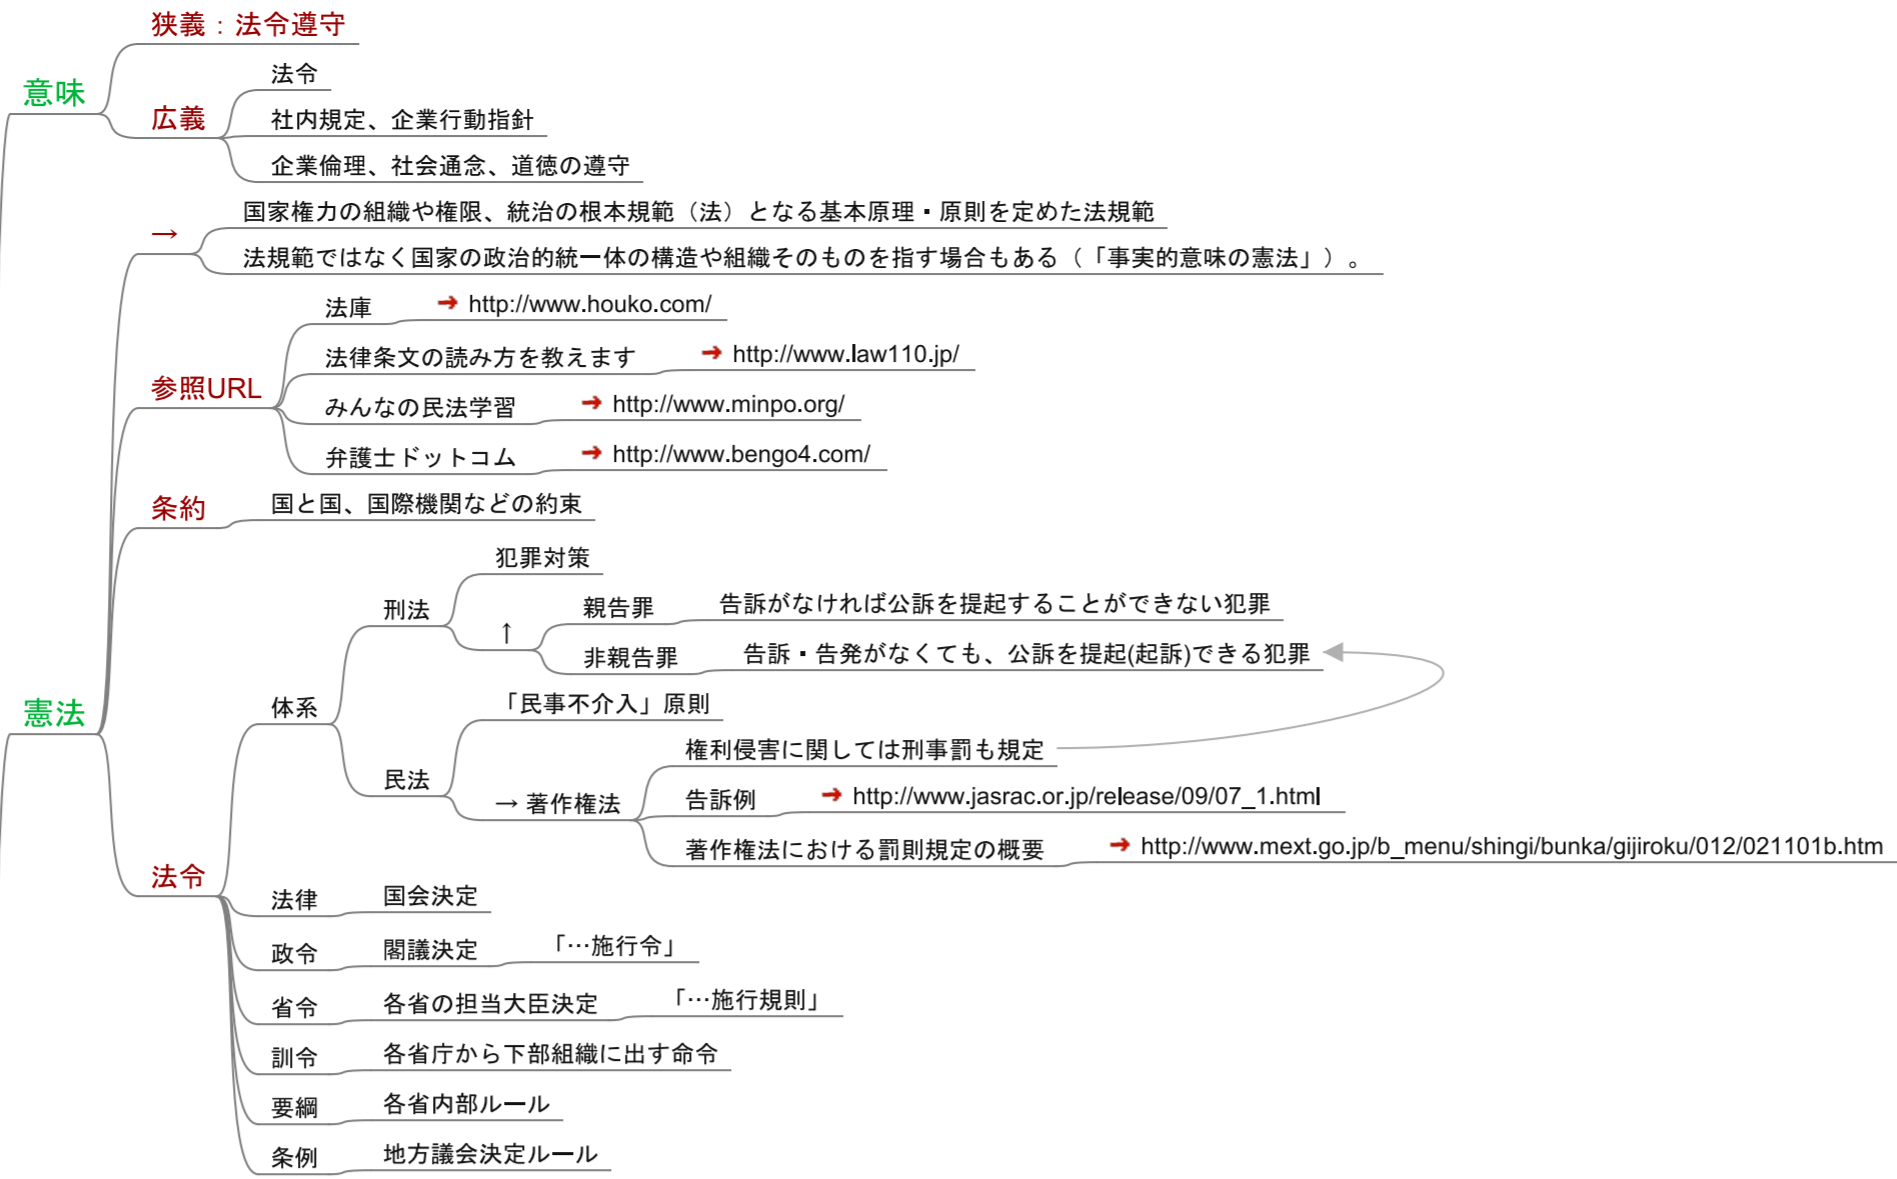 狭義：法令遵守
意味
広義
法令
社内規定、企業行動指針
企業倫理、社会通念、道徳の遵守
→
国家権力の組織や権限、統治の根本規範（法）となる基本原理・原則を定めた法規範
法規範ではなく国家の政治的統一体の構造や組織そのものを指す場合もある（「事実的意味の憲法」）。
参照URL
法庫 → http://www.houko.com/
法律条文の読み方を教えます → http://www.law110.jp/
みんなの民法学習 → http://www.minpo.org/
弁護士ドットコム → http://www.bengo4.com/
条約 国と国、国際機関などの約束
憲法
法令
体系
刑法
犯罪対策
↑
親告罪 告訴がなければ公訴を提起することができない犯罪
非親告罪 告訴・告発がなくても、公訴を提起(起訴)できる犯罪
民法
「民事不介入」原則
→ 著作権法
権利侵害に関しては刑事罰も規定
告訴例 → http://www.jasrac.or.jp/release/09/07_1.html
著作権法における罰則規定の概要 → http://www.mext.go.jp/b_menu/shingi/bunka/gijiroku/012/021101b.htm
法律 国会決定
政令 閣議決定 「…施行令」
省令 各省の担当大臣決定 「…施行規則」
訓令 各省庁から下部組織に出す命令
要綱 各省内部ルール
条例 地方議会決定ルール